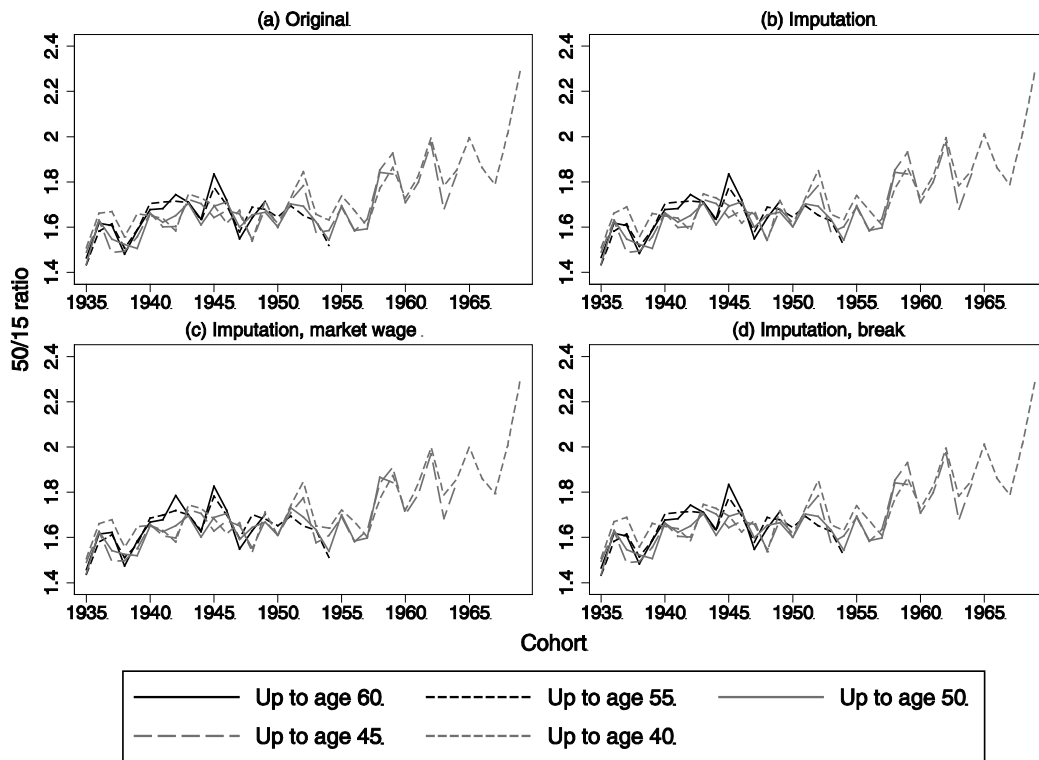 (a) Original
(b) Imputation
2.4
2.2
2
1.8
1.6
1.4
1935 1940 1945 1950 1955 1960 1965
2.4
2.2
2
1.8
1.6
1.4
1935 1940 1945 1950 1955 1960 1965
50/15 ratio
(c) Imputation, market wage
(d) Imputation, break
2.4
2.2
2
1.8
1.6
1.4
1935 1940 1945 1950 1955 1960 1965
2.4
2.2
2
1.8
1.6
1.4
1935 1940 1945 1950 1955 1960 1965
Cohort
Up to age 60 Up to age 55 Up to age 50
Up to age 45 Up to age 40